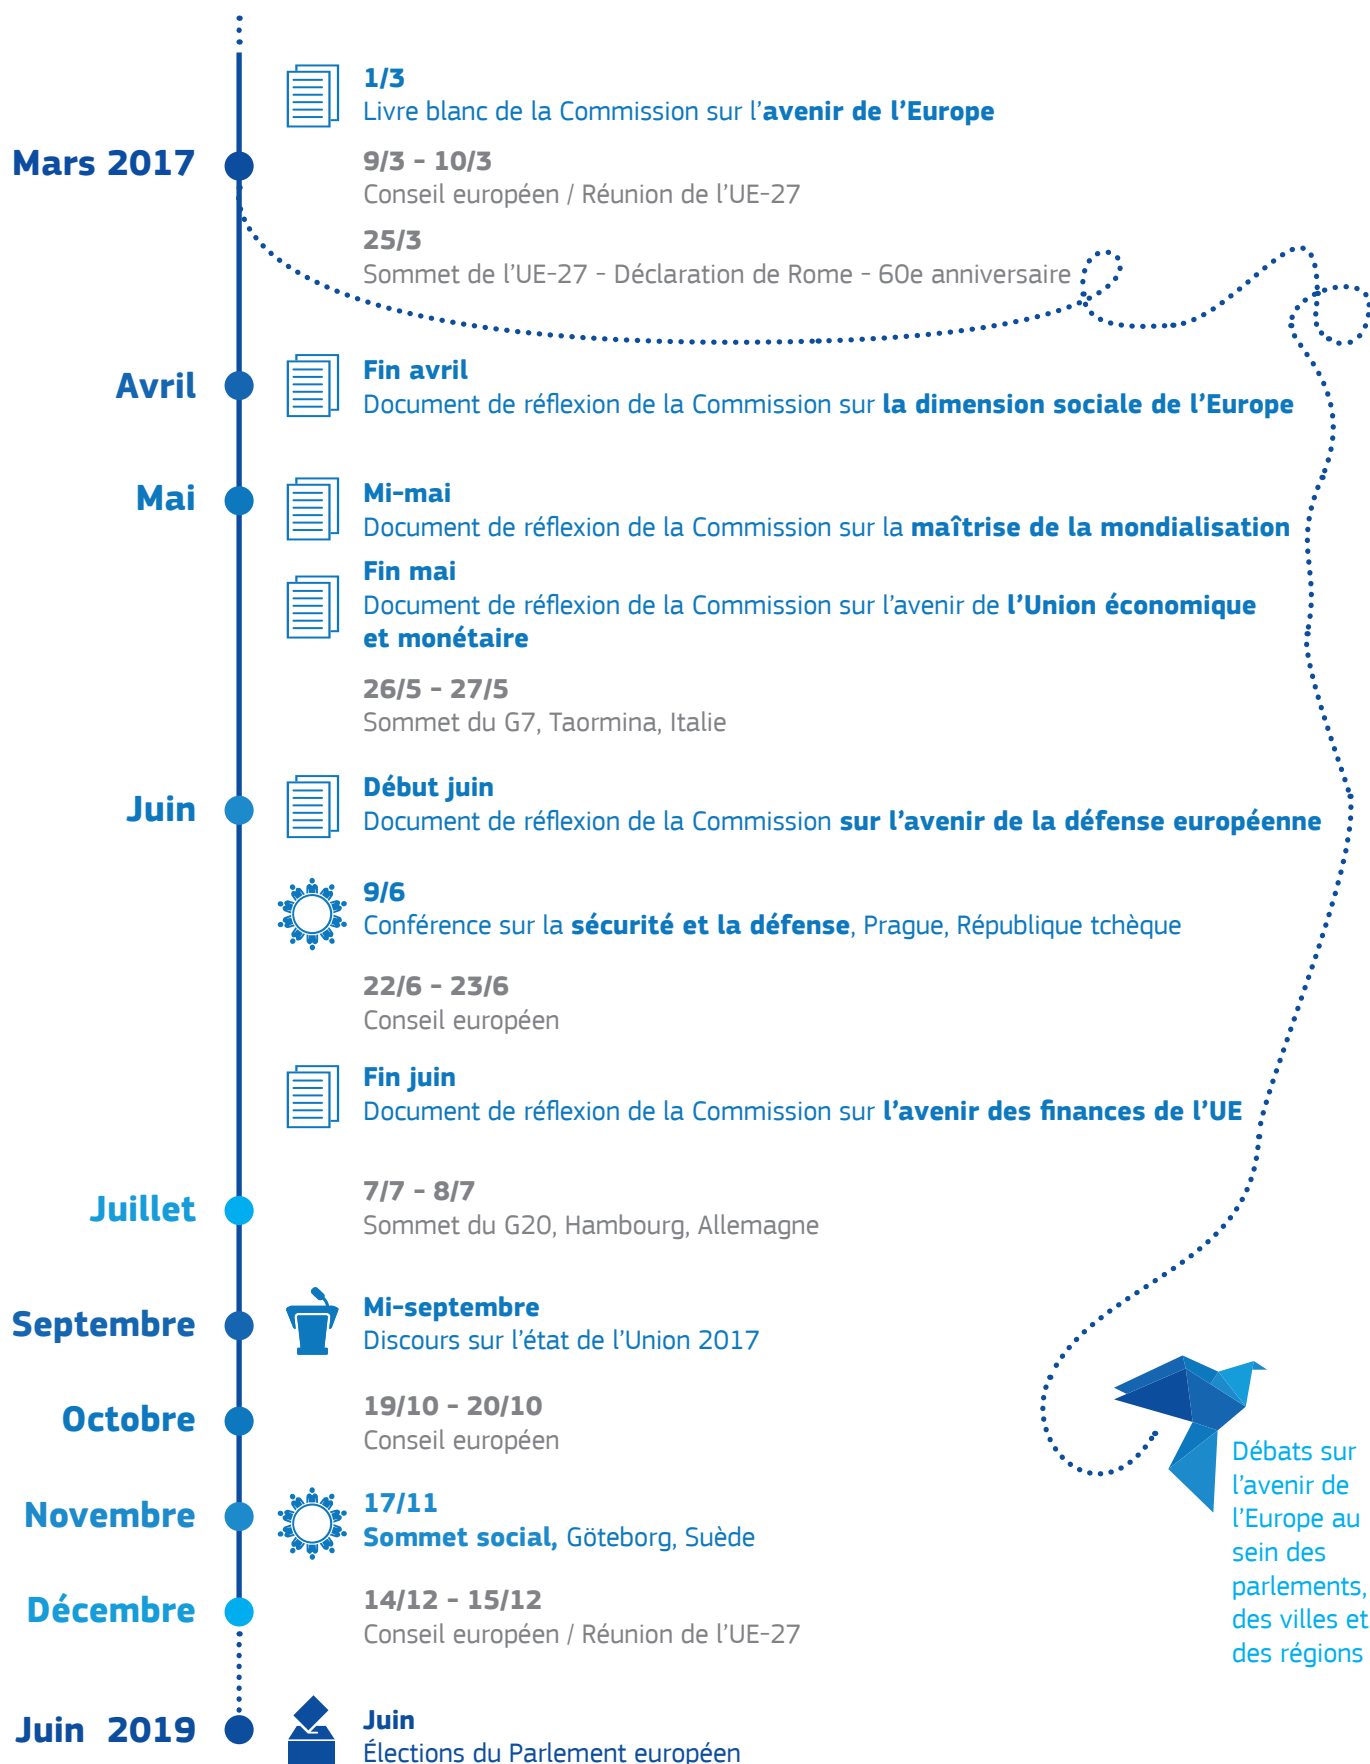 Mars 2017
1/3
Livre blanc de la Commission sur l’avenir de l’Europe
9/3 - 10/3
Conseil européen / Réunion de l’UE-27
25/3
Sommet de l’UE-27 - Déclaration de Rome - 60e anniversaire
Avril
Fin avril
Document de réflexion de la Commission sur la dimension sociale de l’Europe
Mai
Mi-mai
Document de réflexion de la Commission sur la maîtrise de la mondialisation
Fin mai
Document de réflexion de la Commission sur l’avenir de l’Union économique
et monétaire
26/5 - 27/5
Sommet du G7, Taormina, Italie
Juin
Début juin
Document de réflexion de la Commission sur l’avenir de la défense européenne
9/6
Conférence sur la sécurité et la défense, Prague, République tchèque
22/6 - 23/6
Conseil européen
Fin juin
Document de réflexion de la Commission sur l’avenir des finances de l’UE
Juillet
7/7 - 8/7
Sommet du G20, Hambourg, Allemagne
Septembre
Mi-septembre
Discours sur l’état de l’Union 2017
Octobre
19/10 - 20/10
Conseil européen
Novembre
17/11
Sommet social, Göteborg, Suède
Décembre
14/12 - 15/12
Conseil européen / Réunion de l’UE-27
Juin 2019
Juin
Élections du Parlement européen
Débats sur
l’avenir de
l’Europe au
sein des
parlements,
des villes et
des régions